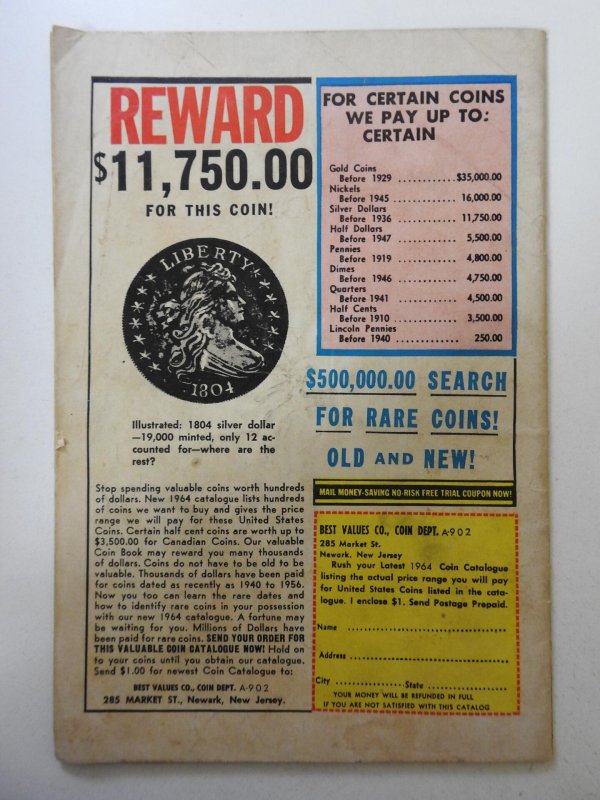 REWARD
$11,750.00
FOR THIS COIN!
LIBERTY
1804
Illustrated: 1804 silver dollar
—19,000 minted, only 12 ac-
counted for—where are the
rest?
Stop spending valuable coins worth hundreds
of dollars. New 1964 catalogue lists hundreds
of coins we want to buy and gives the price
range we will pay for these United States
Coins. Certain half cent coins are worth up to
$3,500.00 for Canadian Coins. Our valuable
Coin Book may reward you many thousands
of dollars. Coins do not have to be old to be
valuable. Thousands of dollars have been paid
for coins dated as recently as 1940 to 1956.
Now you too can learn the rare dates and
how to identify rare coins in your possession
with our new 1964 catalogue. A fortune may
be waiting for you. Millions of Dollars have
been paid for rare coins. SEND YOUR ORDER FOR
THIS VALUABLE COIN CATALOGUE NOW! Hold on
to your coins until you obtain our catalogue.
Send $1.00 for newest Coin Catalogue to:
BEST VALUES CO., COIN DEPT. A-902
285 MARKET ST., Newark, New Jersey.
FOR CERTAIN COINS
WE PAY UP TO:
CERTAIN
Gold Coins
Before 1929 ............ $35,000.00
Nickels
Before 1945 ............ 16,000.00
Silver Dollars
Before 1936 ............ 11,750.00
Half Dollars
Before 1947 ............ 5,500.00
Pennies
Before 1919 ............ 4,800.00
Dimes
Before 1946 ............ 4,750.00
Quarters
Before 1941 ............ 4,500.00
Half Cents
Before 1910 ............ 3,500.00
Lincoln Pennies
Before 1940 ............ 250.00
$500,000.00 SEARCH
FOR RARE COINS!
OLD AND NEW!
MAIL MONEY-SAVING NO-RISK FREE TRIAL COUPON NOW!
BEST VALUES CO., COIN DEPT. A-902
285 Market St.
Newark, New Jersey
Rush your Latest 1964 Coin Catalogue
listing the actual price range you will pay
for United States Coins listed in the cata-
logue. I enclose $1. Send Postage Prepaid.
Name ............
Address ............
City ............ State ............
YOUR MONEY WILL BE REFUNDED IN FULL
IF YOU ARE NOT SATISFIED WITH THIS CATALOG